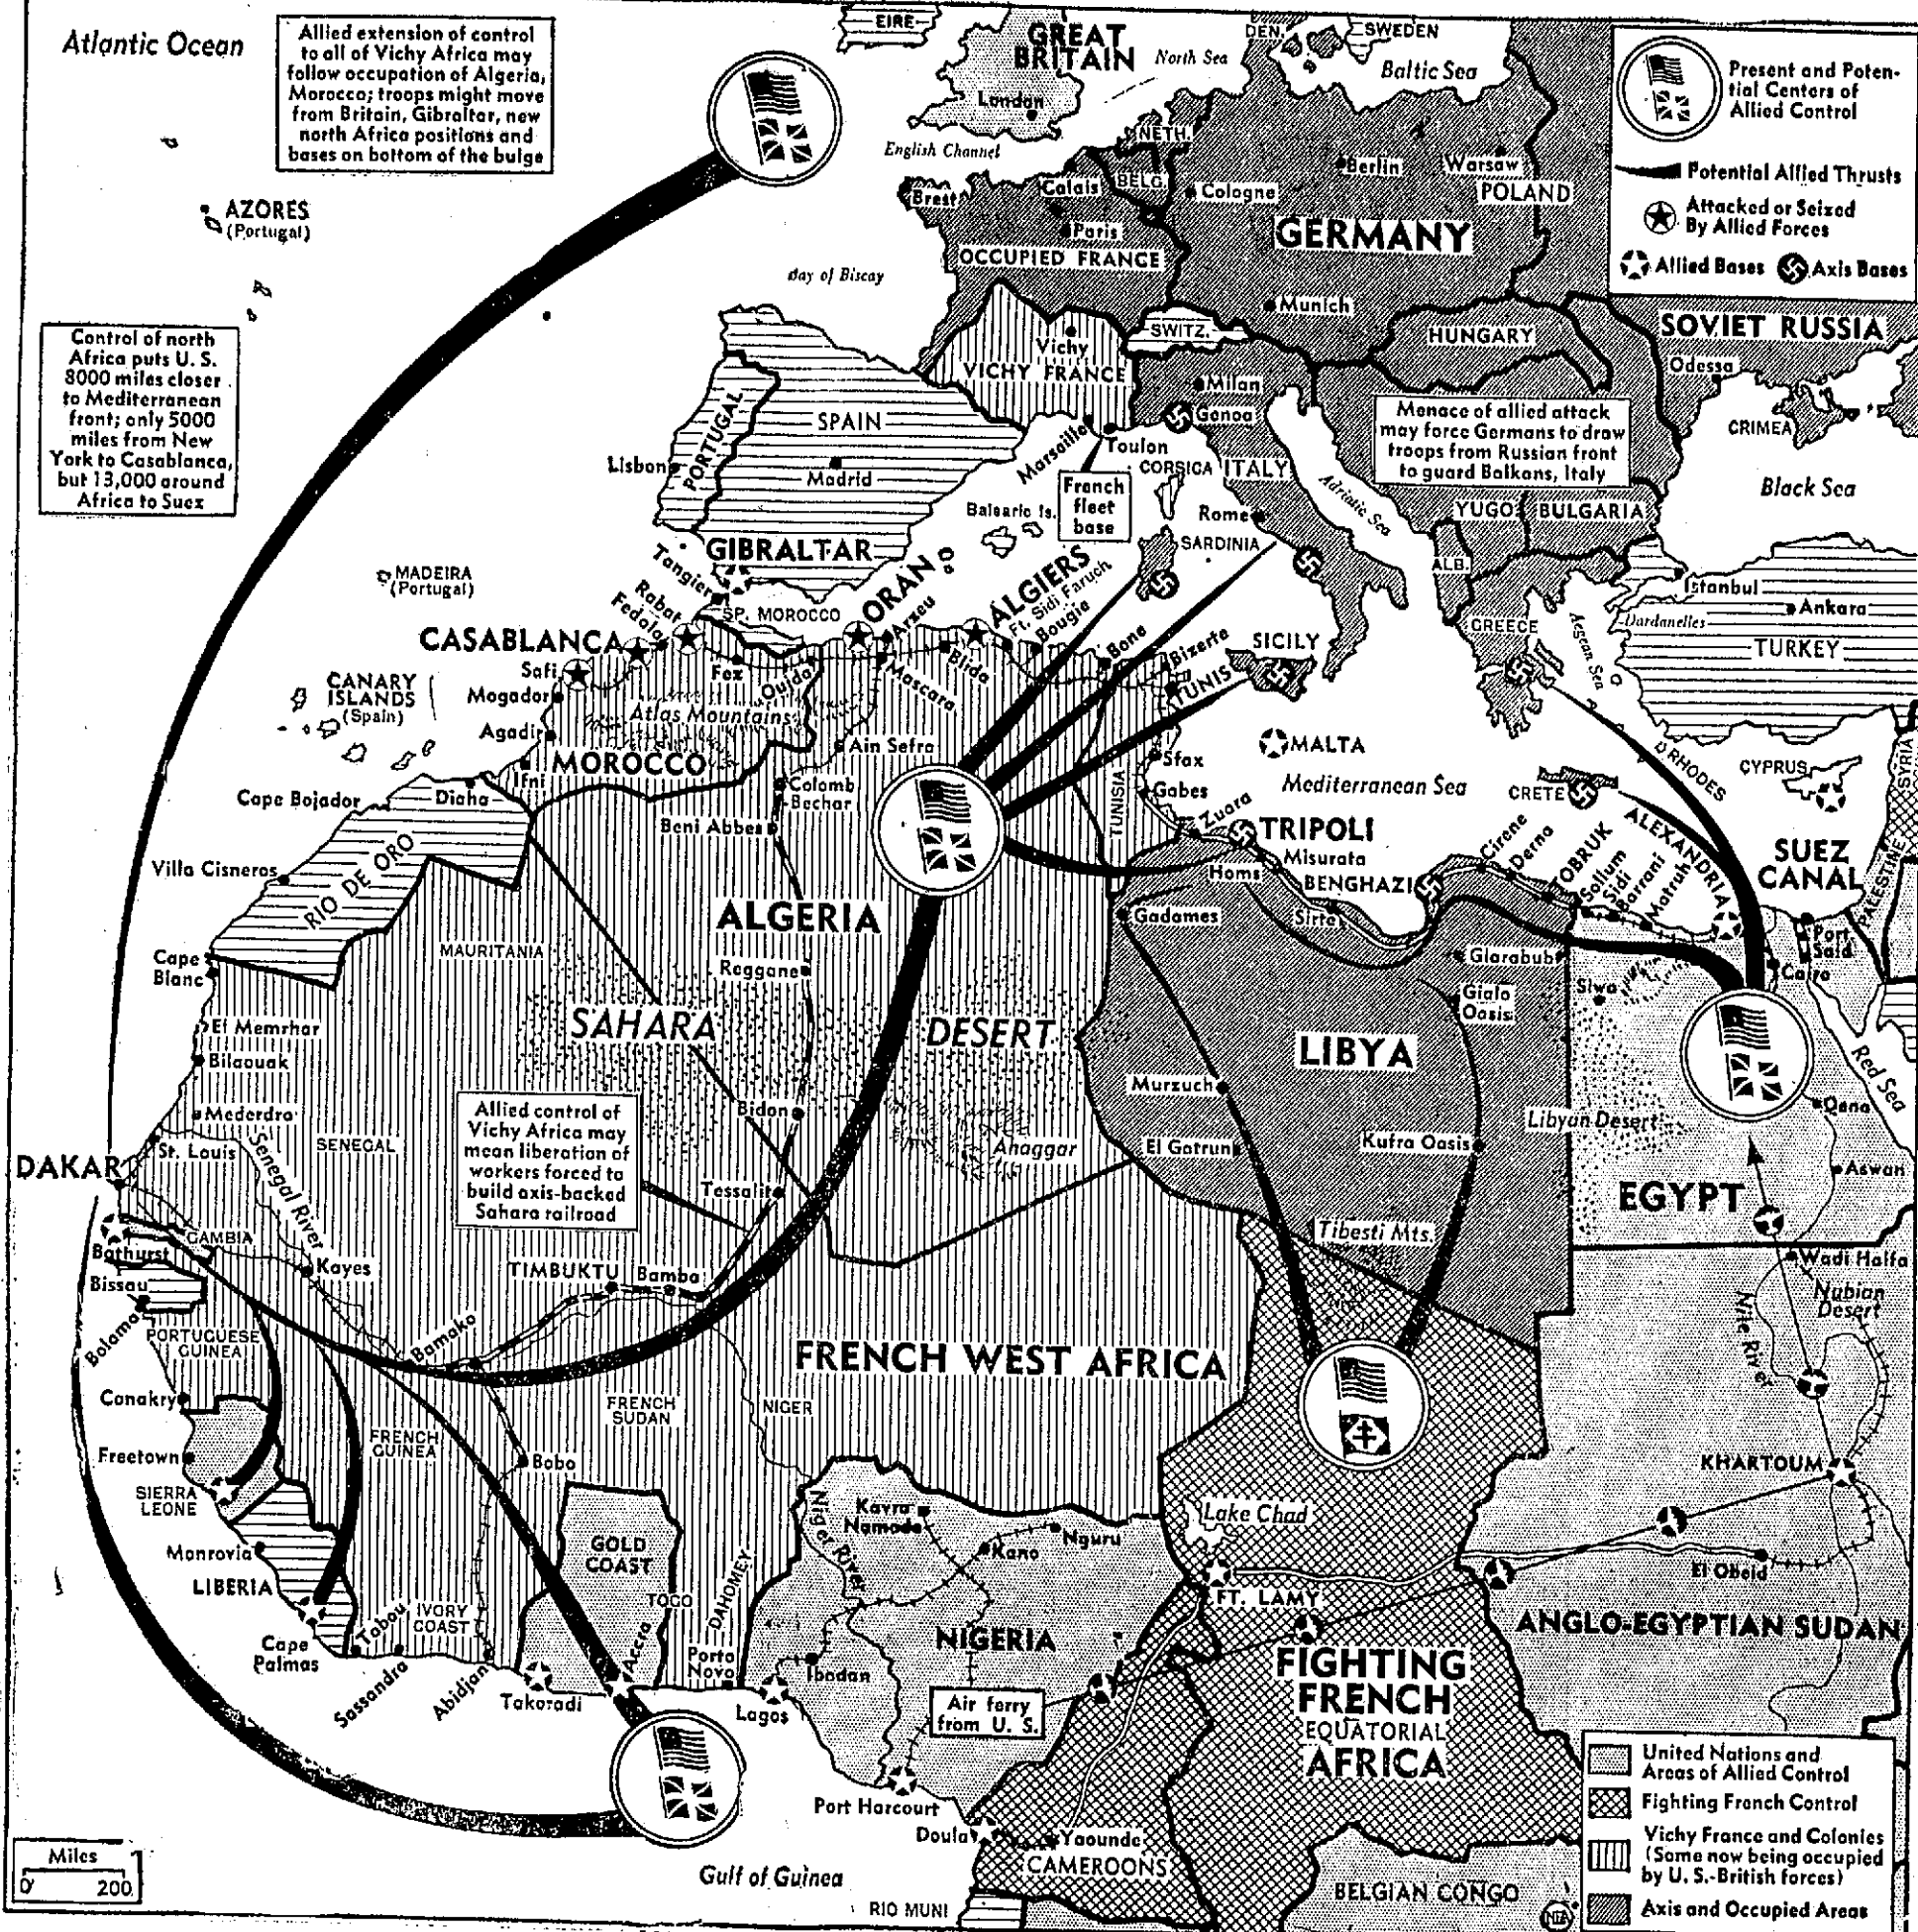 Atlantic Ocean
Allied extension of control
to all of Vichy Africa may
follow occupation of Algeria,
Morocco; troops might move
from Britain, Gibraltar, new
north Africa positions and
bases on bottom of the bulge
EIRE
GREAT
BRITAIN
London
North Sea
DEN.
SWEDEN
Baltic Sea
Present and Poten-
tial Centers of
Allied Control
Potential Allied Thrusts
Attacked or Seized
By Allied Forces
Allied Bases
Axis Bases
English Channel
NETH.
BELG.
Calais
Brest
Paris
OCCUPIED FRANCE
Cologne
Berlin
Warsaw
POLAND
GERMANY
Munich
AZORES
(Portugal)
Bay of Biscay
Vichy
VICHY FRANCE
SWITZ.
HUNGARY
SOVIET RUSSIA
Odessa
CRIMEA
Black Sea
Control of north
Africa puts U. S.
8000 miles closer
to Mediterranean
front; only 5000
miles from New
York to Casablanca,
but 13,000 around
Africa to Suez
PORTUGAL
SPAIN
Lisbon
Madrid
Marseille
Toulon
Milan
Genoa
CORSICA
ITALY
Menace of allied attack
may force Germans to draw
troops from Russian front
to guard Balkans, Italy
French
fleet
base
Balearic Is.
Rome
Adriatic Sea
YUGO
BULGARIA
SARDINIA
ALB.
GREECE
Aegean Sea
Istanbul
Ankara
Dardanelles
TURKEY
MADEIRA
(Portugal)
GIBRALTAR
Tangier
SP. MOROCCO
Rabat
Fedala
CASABLANCA
ORAN
Arzeu
ALGIERS
Ft. Sidi Faruch
Bougie
Bone
Bizerte
TUNIS
SICILY
Safi
Mogador
Agadir
Ifni
Fez
Oujda
Mascara
Blida
Atlas Mountains
MOROCCO
Ain Sefra
Colomb
Bechar
Beni Abbes
CANARY
ISLANDS
(Spain)
Cape Bojador
Diaha
Villa Cisneros
RIO DE ORO
Sfax
Gabes
TUNISIA
MALTA
Mediterranean Sea
CRETE
RHODES
CYPRUS
SYRIA
Zuara
TRIPOLI
Misurata
Homs
BENGHAZI
Sirte
Cirene
Derna
TOBRUK
Sollum
Sidi
Barrani
Matruh
ALEXANDRIA
SUEZ
CANAL
PALESTINE
Port
Said
Cairo
Gadames
ALGERIA
MAURITANIA
Reggane
Cape
Blanc
El Memrhar
Bilaouak
Mederdra
SAHARA
DESERT
Giarabub
Gialo
Oasis
Siwa
LIBYA
Murzuch
El Gatrun
Kufra Oasis
Libyan Desert
Red Sea
Qena
Aswan
EGYPT
Allied control of
Vichy Africa may
mean liberation of
workers forced to
build axis-backed
Sahara railroad
Bidon
Anaggar
Tessalit
DAKAR
St. Louis
Senegal River
SENEGAL
GAMBIA
Bathurst
Bissau
Bolama
Kayes
TIMBUKTU
Bamba
Bamako
PORTUGUESE
GUINEA
Tibesti Mts.
Wadi Halfa
Nubian
Desert
Nile River
FRENCH WEST AFRICA
FRENCH
SUDAN
NIGER
Conakry
FRENCH
GUINEA
Bobo
Freetown
SIERRA
LEONE
Monrovia
LIBERIA
Cape
Palmas
Tabou
IVORY
COAST
Sassandra
Abidjan
Takoradi
GOLD
COAST
Accra
TOGO
DAHOMEY
Porto
Novo
Lagos
Niger River
Kavra
Namoda
Kano
Nguru
NIGERIA
Ibadan
Lake Chad
FT. LAMY
KHARTOUM
El Obeid
ANGLO-EGYPTIAN SUDAN
Air ferry
from U. S.
FIGHTING
FRENCH
EQUATORIAL
AFRICA
Port Harcourt
Doula
Yaounde
CAMEROONS
BELGIAN CONGO
RIO MUNI
Gulf of Guinea
Miles
0 200
United Nations and
Areas of Allied Control
Fighting French Control
Vichy France and Colonies
(Some now being occupied
by U. S.-British forces)
Axis and Occupied Areas
NEA